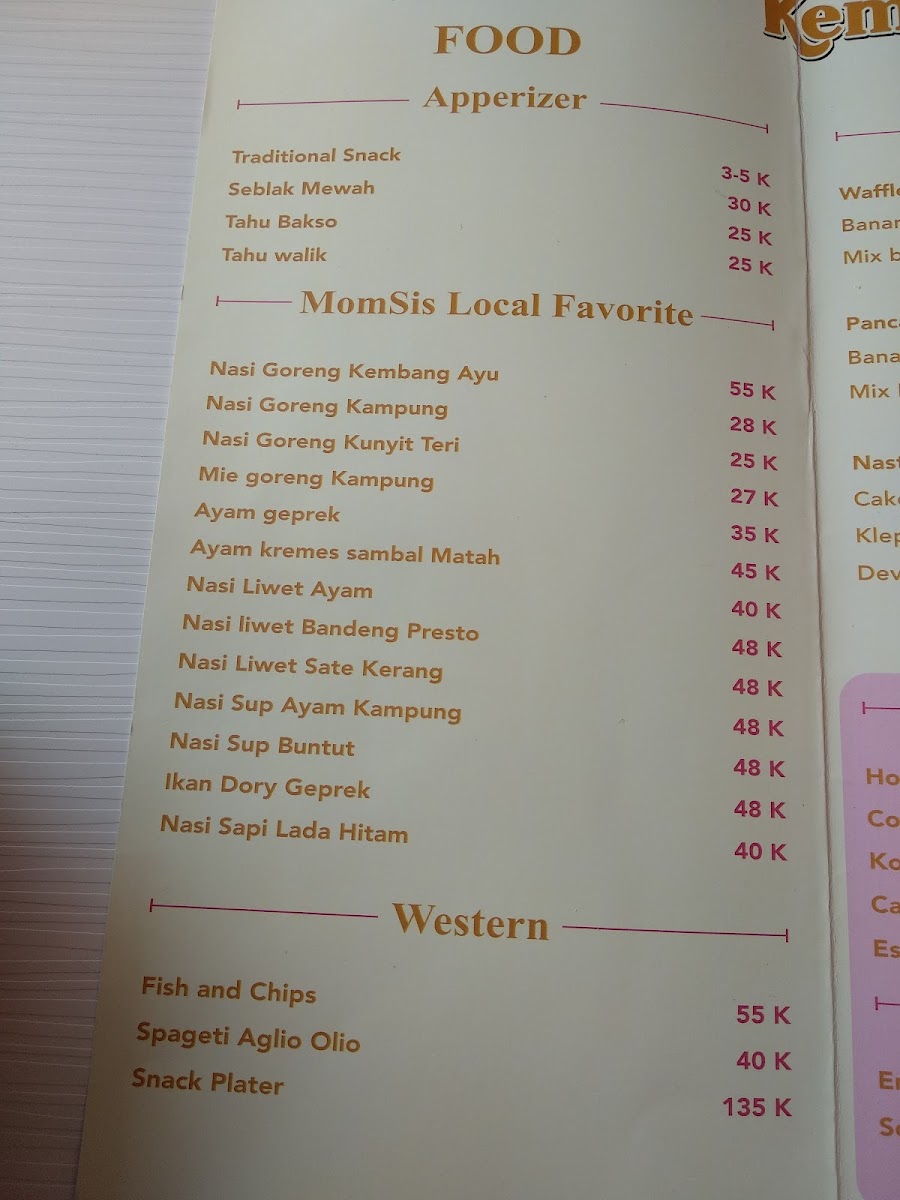 FOOD
Apperizer
Traditional Snack 3-5 K
Seblak Mewah 30 K
Tahu Bakso 25 K
Tahu walik 25 K
MomSis Local Favorite
Nasi Goreng Kembang Ayu 55 K
Nasi Goreng Kampung 28 K
Nasi Goreng Kunyit Teri 25 K
Mie goreng Kampung 27 K
Ayam geprek 35 K
Ayam kremes sambal Matah 45 K
Nasi Liwet Ayam 40 K
Nasi liwet Bandeng Presto 48 K
Nasi Liwet Sate Kerang 48 K
Nasi Sup Ayam Kampung 48 K
Nasi Sup Buntut 48 K
Ikan Dory Geprek 48 K
Nasi Sapi Lada Hitam 40 K
Western
Fish and Chips 55 K
Spageti Aglio Olio 40 K
Snack Plater 135 K
Mix
Mix